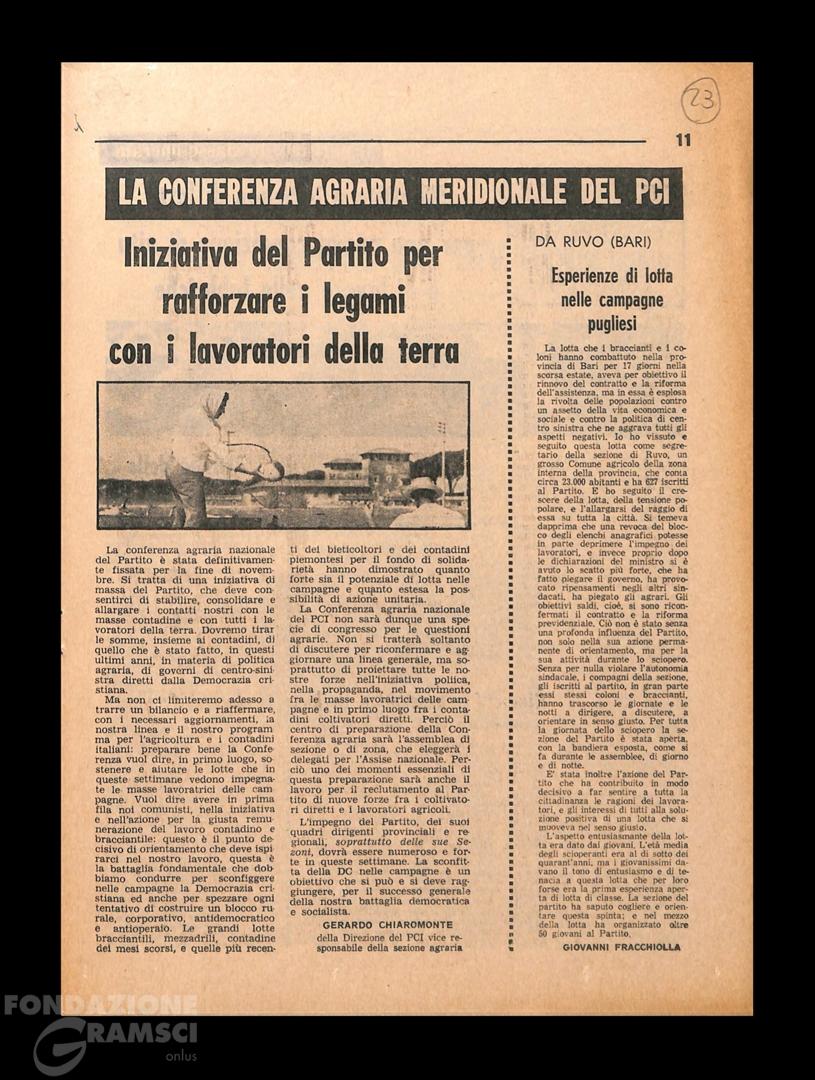 23
11
LA CONFERENZA AGRARIA MERIDIONALE DEL PCI
Iniziativa del Partito per
rafforzare i legami
con i lavoratori della terra
La conferenza agraria nazionale
del Partito è stata definitivamen-
te fissata per la fine di novem-
bre. Si tratta di una iniziativa di
massa del Partito, che deve con-
sentirci di stabilire, consolidare e
allargare i contatti nostri con le
masse contadine e con tutti i la-
voratori della terra. Dovremo tirar
le somme, insieme ai contadini, di
quello che è stato fatto, in questi
ultimi anni, in materia di politica
agraria, di governi di centro-sini-
stra diretti dalla Democrazia cri-
stiana.
Ma non ci limiteremo adesso a
trarre un bilancio e a riaffermare,
con i necessari aggiornamenti, la
nostra linea e il nostro program
ma per l'agricoltura e i contadini
italiani: preparare bene la Confe-
renza vuol dire, in primo luogo, so-
stenere e aiutare le lotte che in
queste settimane vedono impegna-
te le masse lavoratrici delle cam
pagne. Vuol dire avere in prima
fila noi comunisti, nella iniziativa
e nell'azione per la giusta remu-
nerazione del lavoro contadino e
bracciantile: questo è il punto de-
cisivo di orientamento che deve ispi
rarci nel nostro lavoro, questa è
la battaglia fondamentale che dob-
biamo condurre per sconfiggere
nelle campagne la Democrazia cri-
stiana ed anche per spezzare ogni
tentativo di costruire un blocco ru-
rale, corporativo, antidemocratico
e antioperaio. Le grandi lotte
bracciantili, mezzadrili, contadine
dei mesi scorsi, e quelle più recen-
ti dei bieticoltori e dei contadini
piemontesi per il fondo di solida-
rietà hanno dimostrato quanto
forte sia il potenziale di lotta nelle
campagne e quanto estesa la pos-
sibilità di azione unitaria.
La Conferenza agraria nazionale
del PCI non sarà dunque una spe-
cie di congresso per le questioni
agrarie. Non si tratterà soltanto
di discutere per riconfermare e ag-
giornare una linea generale, ma so-
prattutto di proiettare tutte le no-
stre forze nell'iniziativa poliica,
nella propaganda, nel movimento
fra le masse lavoratrici delle cam-
pagne e in primo luogo fra i conta-
dini coltivatori diretti. Perciò il
centro di preparazione della Con-
ferenza agraria sarà l'assemblea di
sezione o di zona, che eleggerà i
delegati per l'Assise nazionale. Per-
ciò uno dei momenti essenziali di
questa preparazione sarà anche il
lavoro per il reclutamento al Par-
tito di nuove forze fra i coltivato-
ri diretti e i lavoratori agricoli.
L'impegno del Partito, dei suoi
quadri dirigenti provinciali e re-
gionali, soprattutto delle sue Se-
zoni, dovrà essere numeroso e for-
te in queste settimane. La sconfit-
ta della DC nelle campagne è un
obiettivo che si può e si deve rag-
giungere, per il successo generale
della nostra battaglia democratica
e socialista.
GERARDO CHIAROMONTE
della Direzione del PCI vice re-
sponsabile della sezione agraria
DA RUVO (BARI)
Esperienze di lotta
nelle campagne
pugliesi
La lotta che i braccianti e i co-
loni hanno combattuto nella pro-
vincia di Bari per 17 giorni nella
scorsa estate, aveva per obiettivo il
rinnovo del contratto e la riforma
dell'assistenza, ma in essa è esplosa
la rivolta delle popolazioni contro
un assetto della vita economica e
sociale e contro la politica di cen-
tro sinistra che ne aggrava tutti gli
aspetti negativi. Io ho vissuto e
seguito questa lotta come segre-
tario della sezione di Ruvo, un
grosso Comune agricolo della zona
interna della provincia, che conta
circa 23.000 abitanti e ha 627 iscritti
al Partito. E ho seguito il cre-
scere della lotta, della tensione po-
polare, e l'allargarsi del raggio di
essa su tutta la città. Si temeva
dapprima che una revoca del bloc-
co degli elenchi anagrafici potesse
in parte deprimere l'impegno dei
lavoratori, e invece proprio dopo
le dichiarazioni del ministro si è
avuto lo scatto più forte, che ha
fatto piegare il governo, ha provo-
cato ripensamenti negli altri sin-
dacati, ha piegato gli agrari. Gli
obiettivi saldi, cioè, si sono ricon-
fermati il contratto e la riforma
previdenziale. Ciò non è stato senza
una profonda influenza del Partito,
non solo nella sua azione perma-
nente di orientamento, ma per la
sua attività durante lo sciopero.
Senza per nulla violare l'autonomia
sindacale, i compagni della sezione,
gli iscritti al partito, in gran parte
essi stessi coloni e braccianti,
hanno trascorso le giornate e le
notti a dirigere, a discutere, a
orientare in senso giusto. Per tutta
la giornata dello sciopero la se-
zione del Partito è stata aperta,
con la bandiera esposta, come si
fa durante le assemblee, di giorno
e di notte.
E' stata inoltre l'azione del Par-
tito che ha contribuito in modo
decisivo a far sentire a tutta la
cittadinanza le ragioni dei lavora-
tori, e gli interessi di tutti alla solu-
zione positiva di una lotta che si
muoveva nel senso giusto.
L'aspetto entusiasmante della lot-
ta era dato dai giovani. L'età media
degli scioperanti era al di sotto dei
quarant'anni, ma i giovanissimi da-
vano il tono di entusiasmo e di te-
nacia a questa lotta che per loro
forse era la prima esperienza aper-
ta di lotta di classe. La sezione del
partito ha saputo cogliere e orien-
tare questa spinta; e nel mezzo
della lotta ha organizzato oltre
50 giovani al Partito.
GIOVANNI FRACCHIOLLA
FONDAZIONE
GRAMSCI
onlus